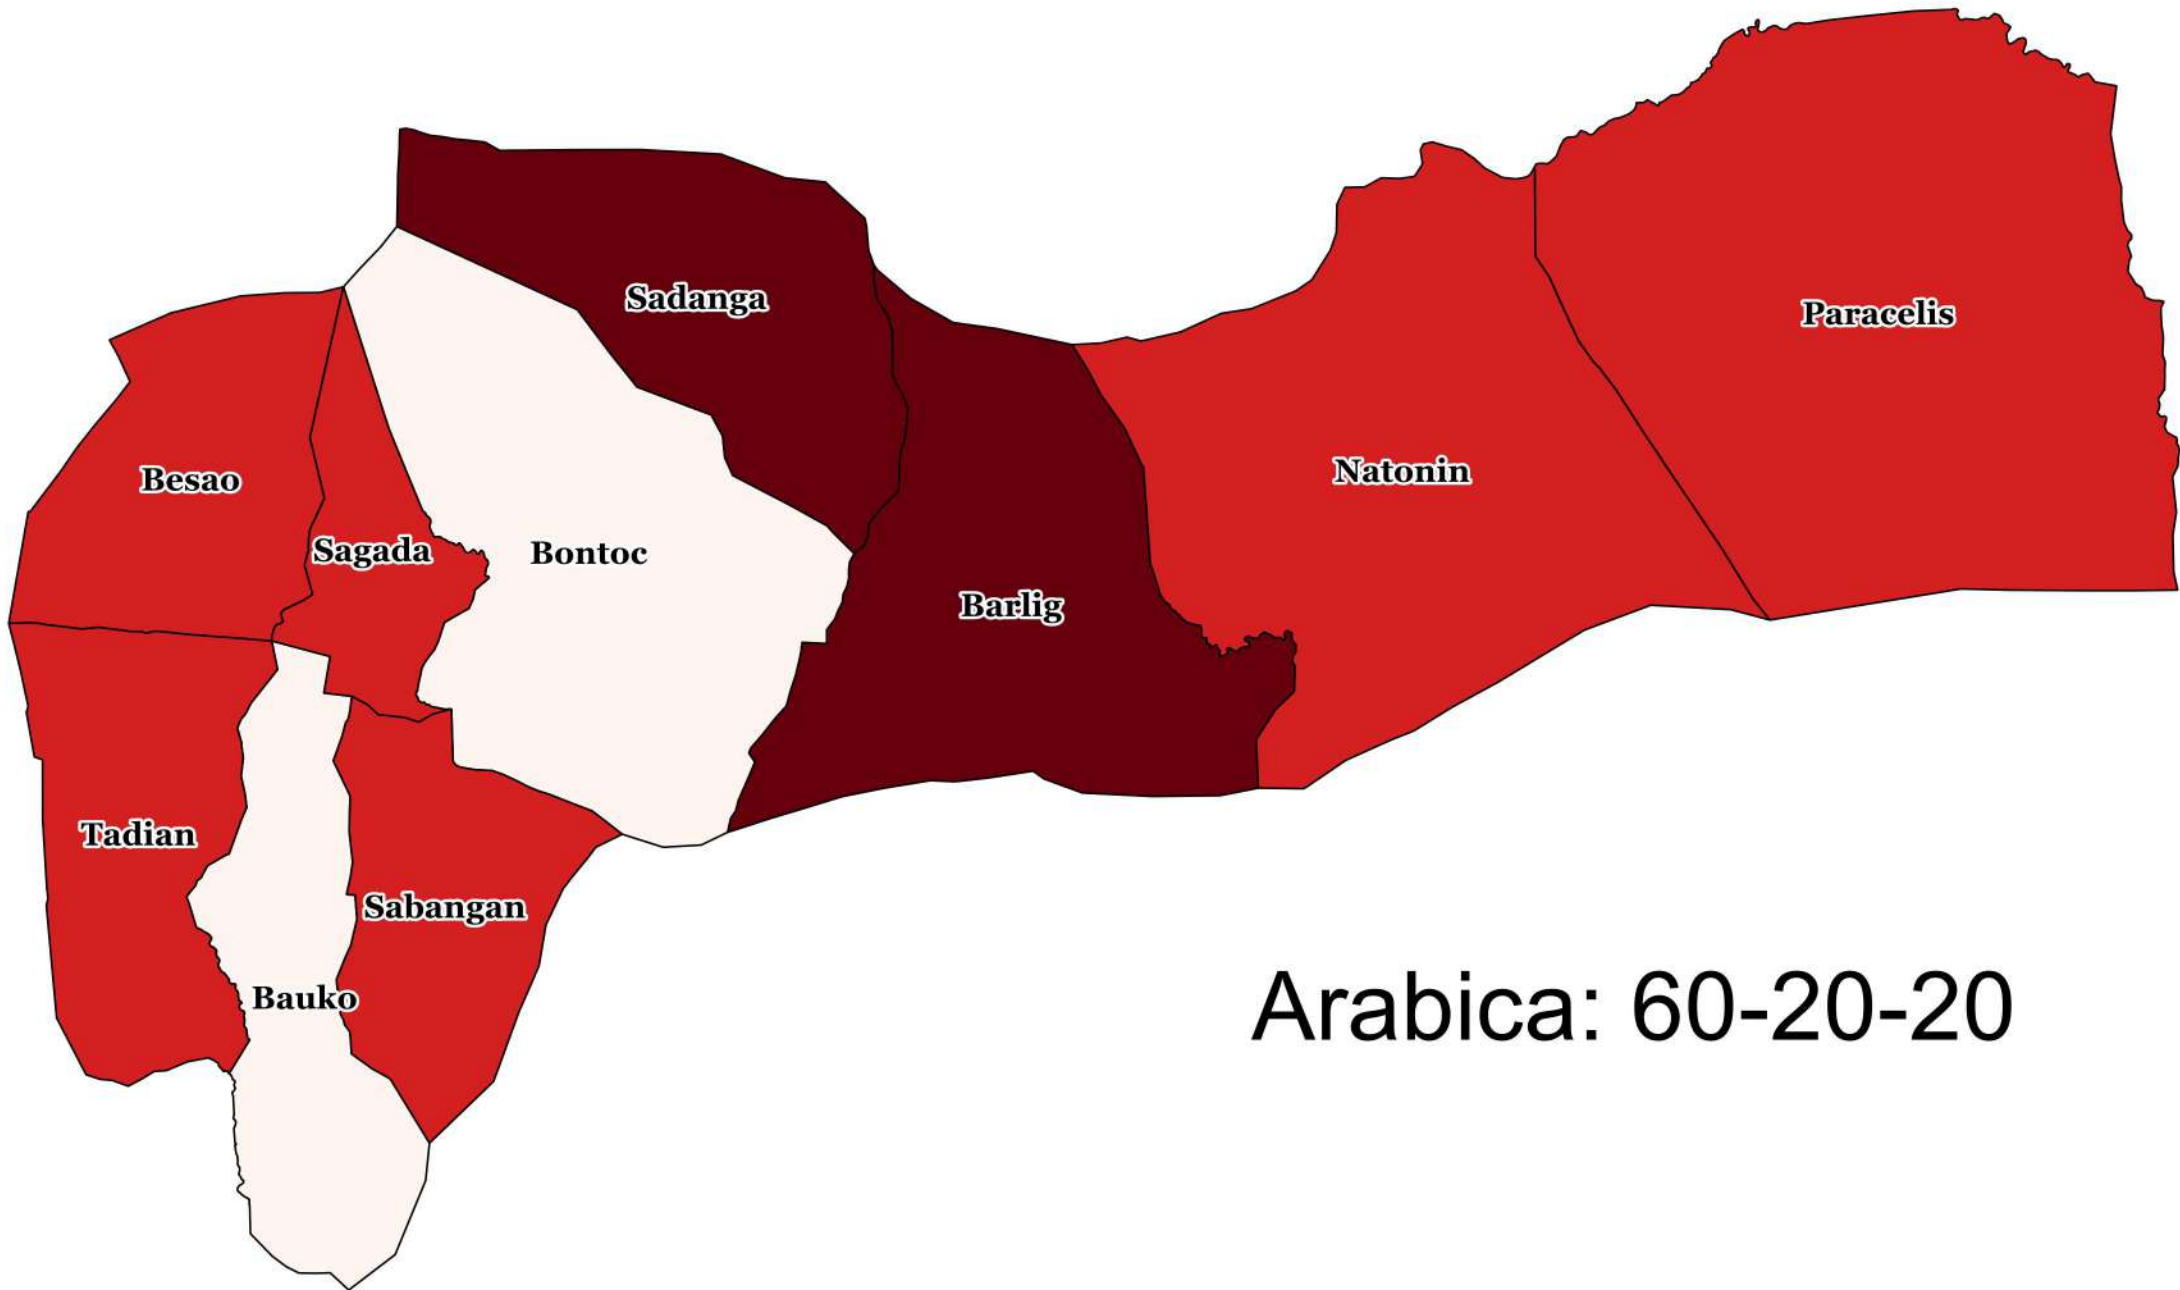 Sadanga
Paracelis
Natonin
Besao
Sagada
Bontoc
Barlig
Tadian
Sabangan
Bauko
Arabica: 60-20-20